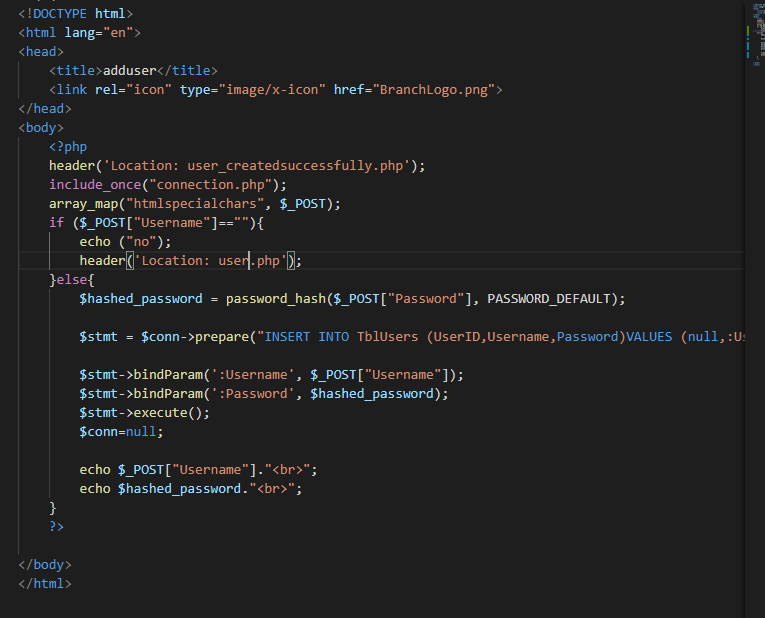 <!DOCTYPE html>
<html lang="en">
<head>
    <title>adduser</title>
    <link rel="icon" type="image/x-icon" href="BranchLogo.png">
</head>
<body>
    <?php
    header('Location: user_createdsuccessfully.php');
    include_once("connection.php");
    array_map("htmlspecialchars", $_POST);
    if ($_POST["Username"]==""){
        echo ("no");
        header('Location: user.php');
    }else{
        $hashed_password = password_hash($_POST["Password"], PASSWORD_DEFAULT);
        $stmt = $conn->prepare("INSERT INTO TblUsers (UserID,Username,Password)VALUES (null,:Us
        $stmt->bindParam(':Username', $_POST["Username"]);
        $stmt->bindParam(':Password', $hashed_password);
        $stmt->execute();
        $conn=null;
        echo $_POST["Username"]."<br>";
        echo $hashed_password."<br>";
    }
    ?>
</body>
</html>